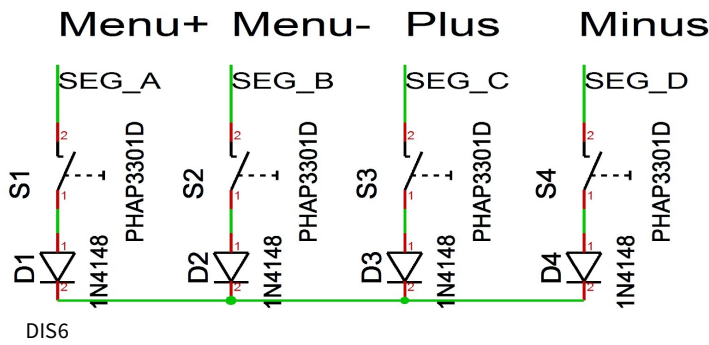 Menu+ Menu- Plus Minus
SEG_A SEG_B SEG_C SEG_D
2 2 2 2
S1 PHAP3301D S2 PHAP3301D S3 PHAP3301D S4 PHAP3301D
1 1 1 1
1 1 1 1
D1 1N4148 D2 1N4148 D3 1N4148 D4 1N4148
2 2 2 2
DIS6